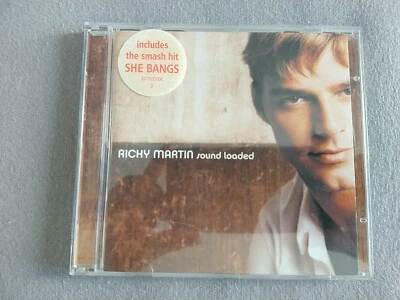 includes
the smash hit
SHE BANGS
RICKY MARTIN sound loaded